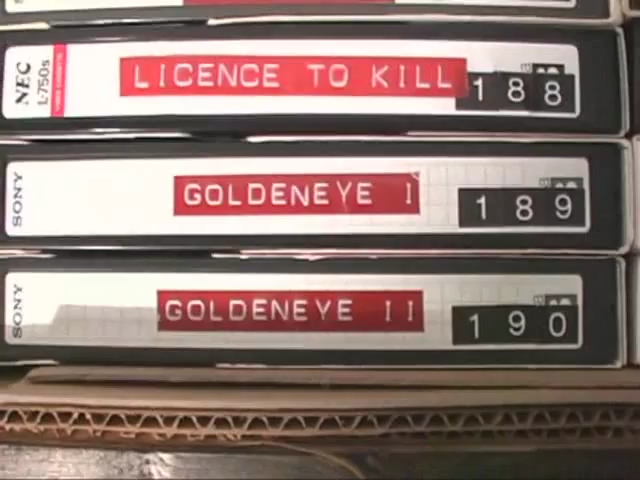 NEC L-750s LICENCE TO KILL 188
SONY GOLDENEYE I 189
SONY GOLDENEYE II 190